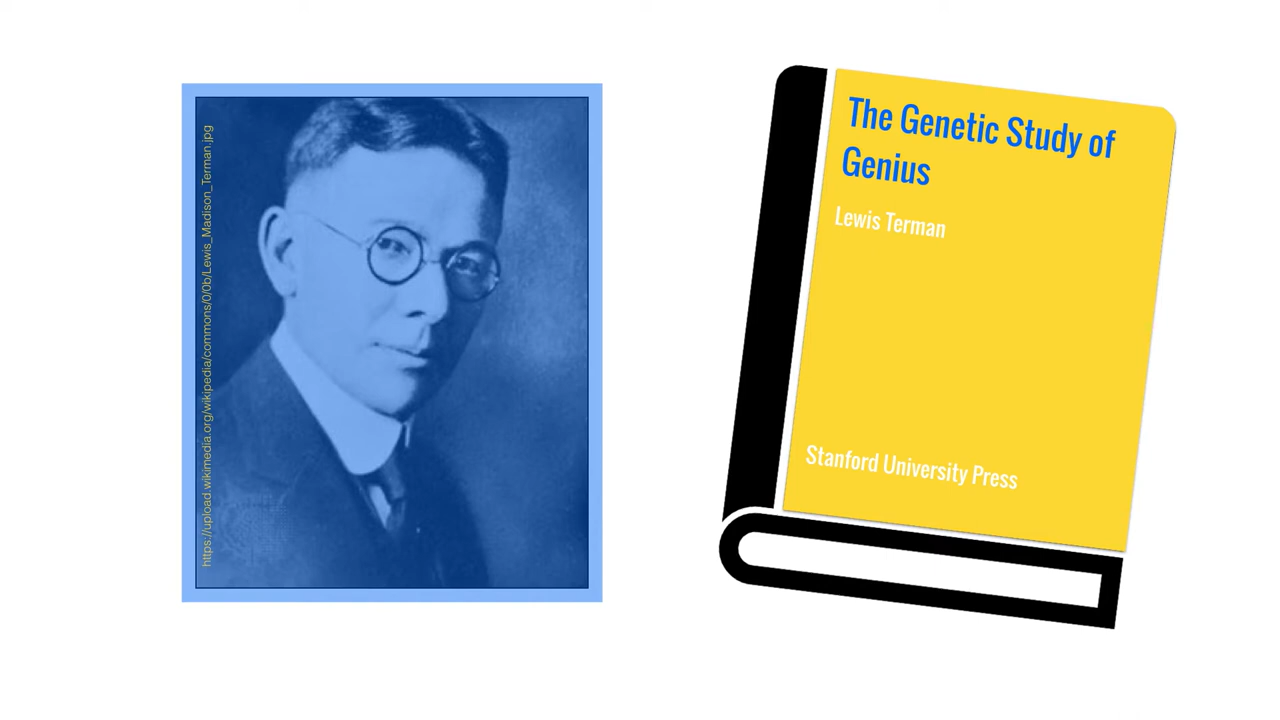 https://upload.wikimedia.org/wikipedia/commons/0/0b/Lewis_Madison_Terman.jpg
The Genetic Study of
Genius
Lewis Terman
Stanford University Press